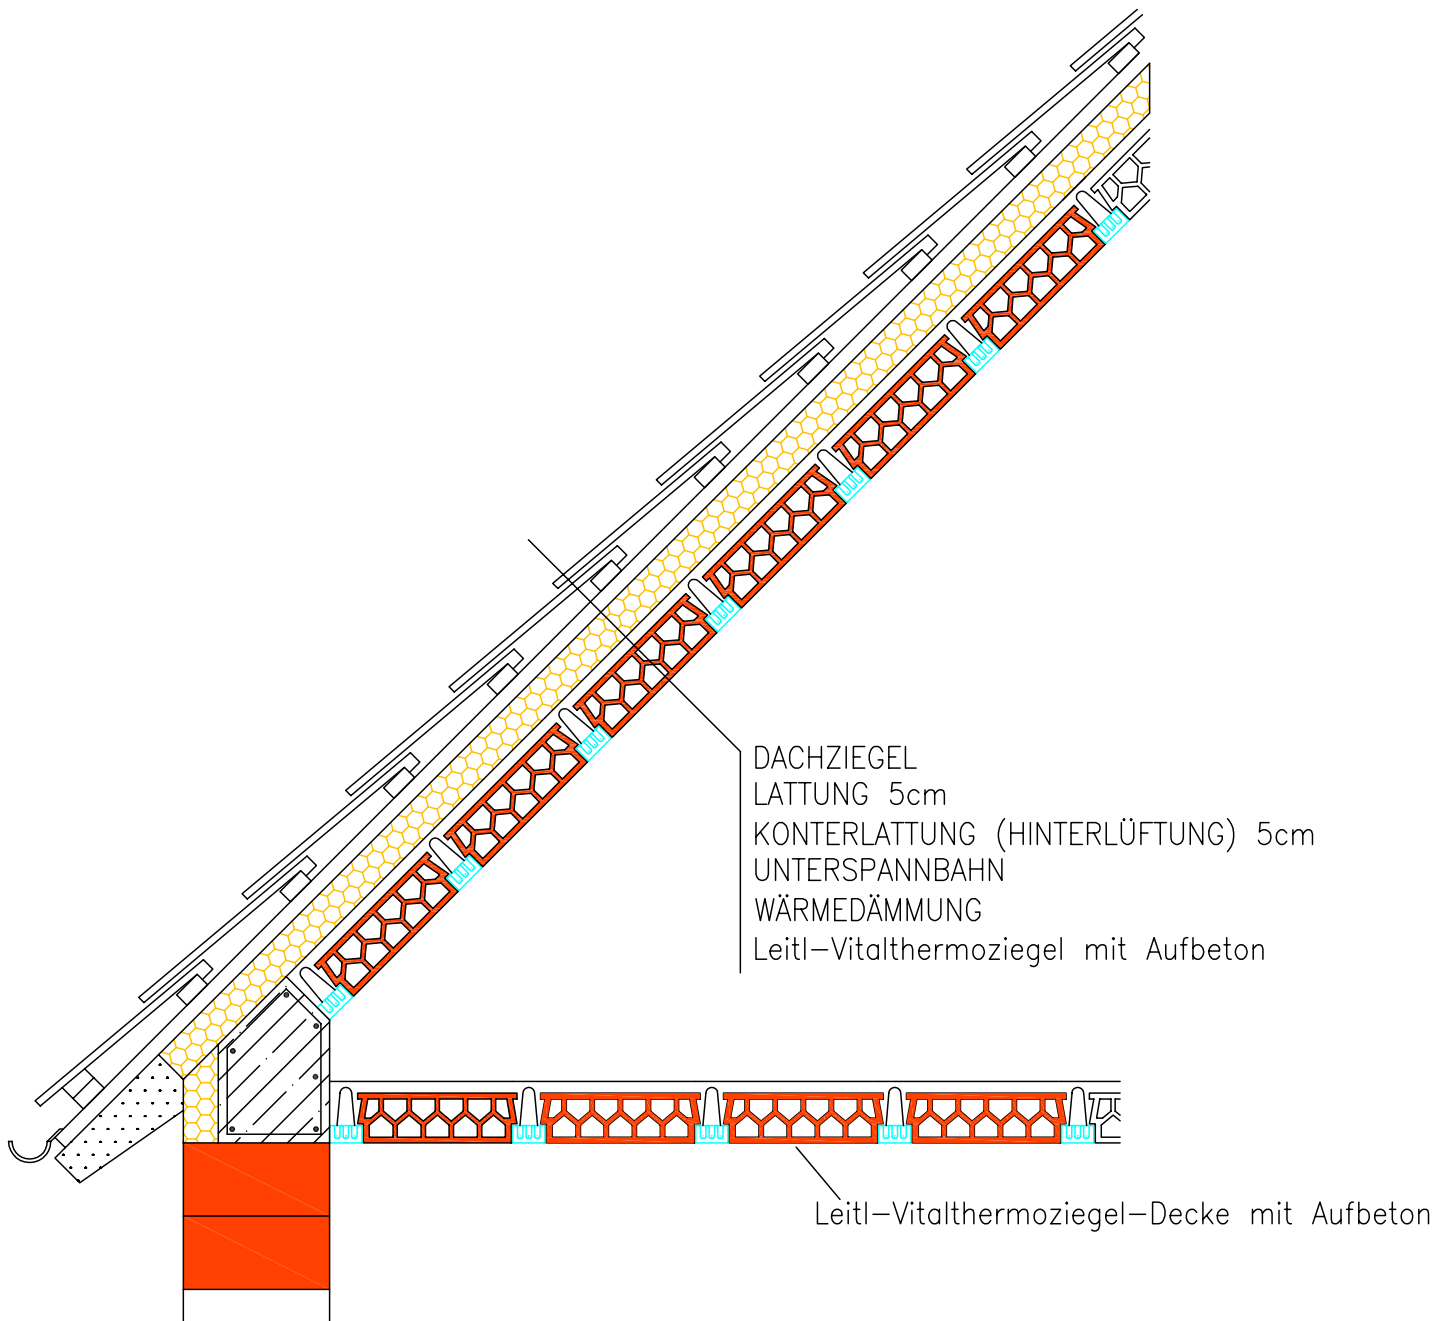 DACHZIEGEL
LATTUNG 5cm
KONTERLATTUNG (HINTERLÜFTUNG) 5cm
UNTERSPANNBAHN
WÄRMEDÄMMUNG
Leitl-Vitalthermoziegel mit Aufbeton
Leitl-Vitalthermoziegel-Decke mit Aufbeton